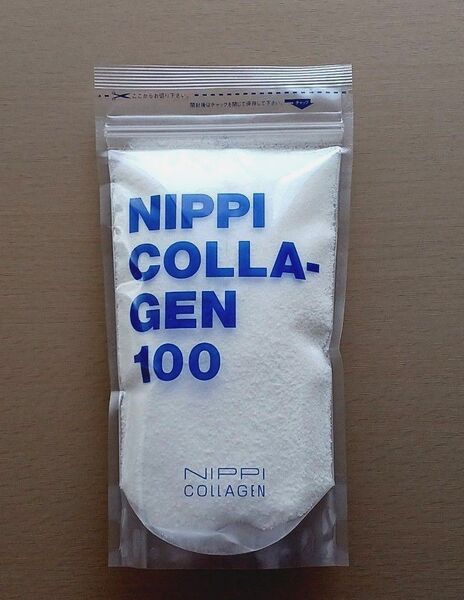 ここからお切り下さい。
開封後はチャックを閉じて保存して下さい。
チャック
NIPPI
COLLA-
GEN
100
NIPPI
COLLAGEN